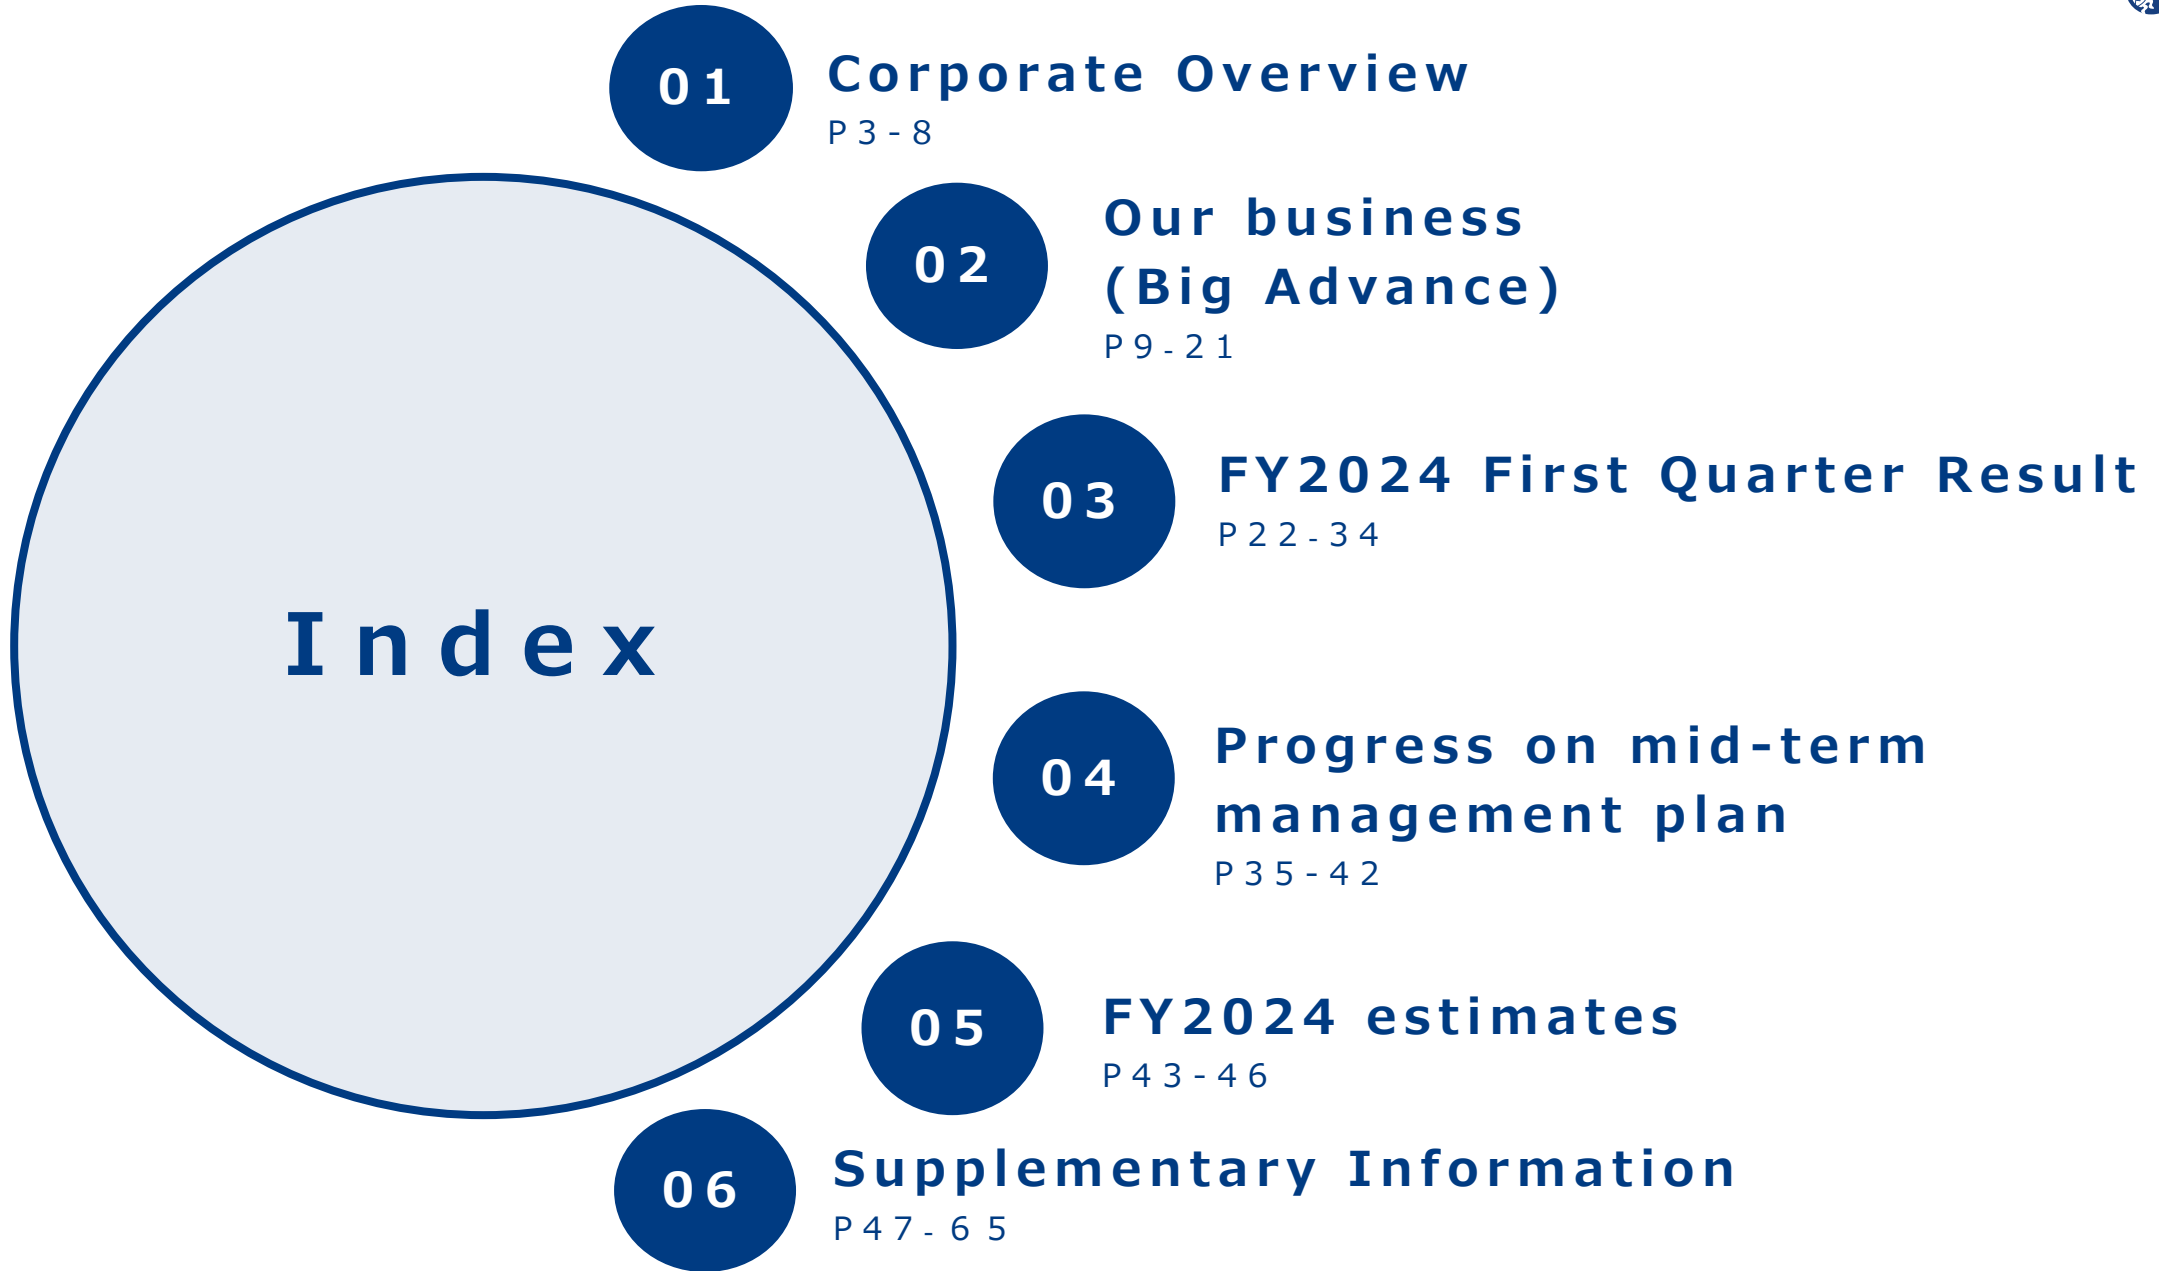 01
Corporate Overview
P3-8
02
Our business
(Big Advance)
P9-21
03
FY2024 First Quarter Result
P22-34
Index
04
Progress on mid-term
management plan
P35-42
05
FY2024 estimates
P43-46
06
Supplementary Information
P47-65